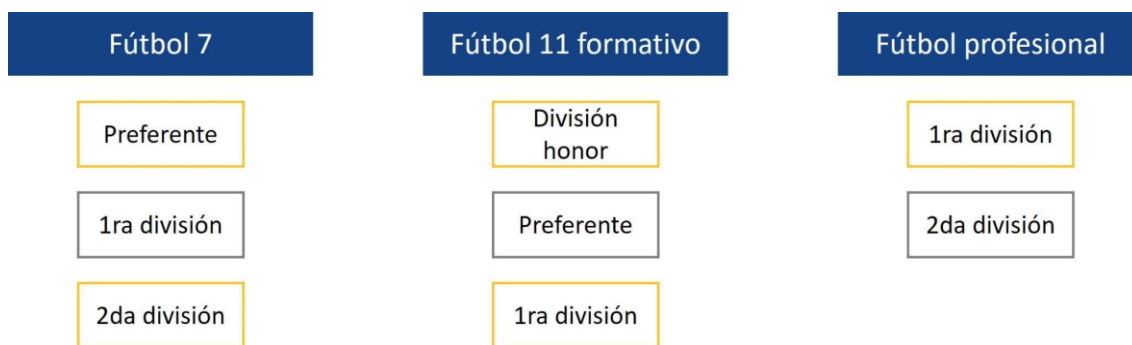 Fútbol 7
Preferente
1ra división
2da división
Fútbol 11 formativo
División
honor
Preferente
1ra división
Fútbol profesional
1ra división
2da división